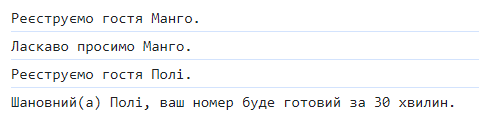 Реєструємо гостя Манго.
Ласкаво просимо Манго.
Реєструємо гостя Полі.
Шановний(а) Полі, ваш номер буде готовий за 30 хвилин.